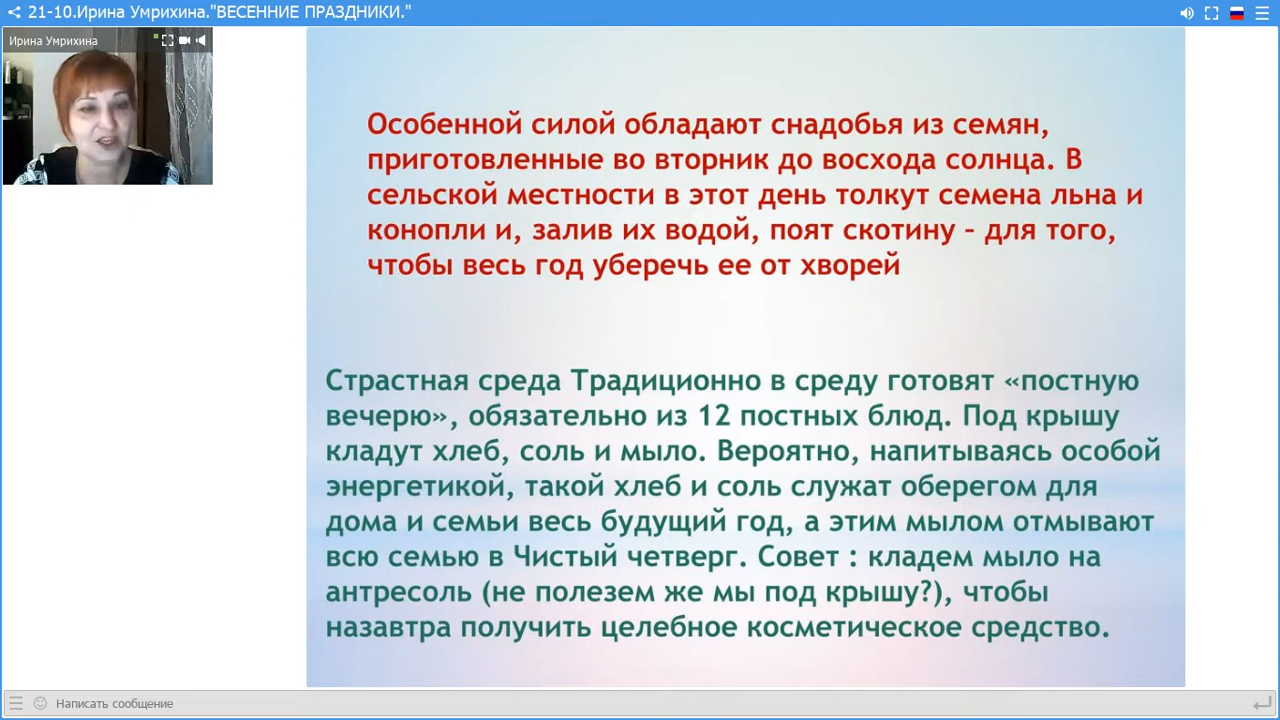 21-10.Ирина Умрихина."ВЕСЕННИЕ ПРАЗДНИКИ."
Ирина Умрихина
Особенной силой обладают снадобья из семян,
приготовленные во вторник до восхода солнца. В
сельской местности в этот день толкут семена льна и
конопли и, залив их водой, поят скотину – для того,
чтобы весь год уберечь ее от хворей
Страстная среда Традиционно в среду готовят «постную
вечерю», обязательно из 12 постных блюд. Под крышу
кладут хлеб, соль и мыло. Вероятно, напитываясь особой
энергетикой, такой хлеб и соль служат оберегом для
дома и семьи весь будущий год, а этим мылом отмывают
всю семью в Чистый четверг. Совет : кладем мыло на
антресоль (не полезем же мы под крышу?), чтобы
назавтра получить целебное косметическое средство.
Написать сообщение